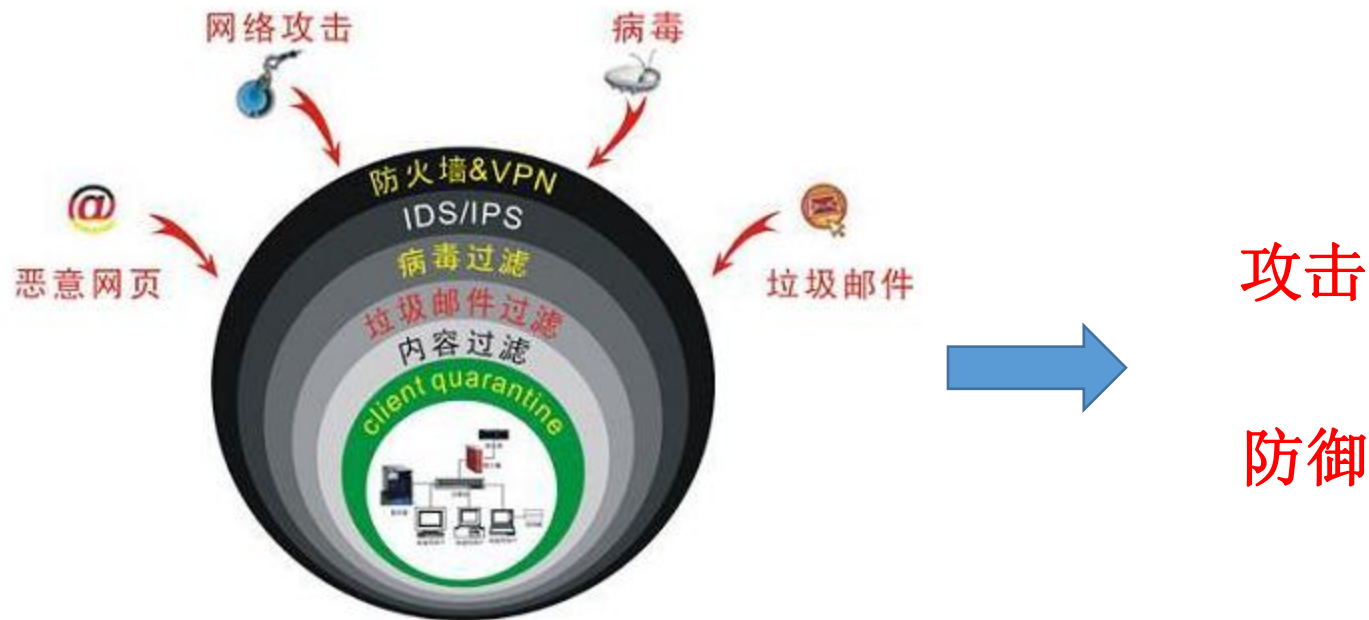 网络攻击
病毒
恶意网页
垃圾邮件
防火墙&VPN
IDS/IPS
病毒过滤
垃圾邮件过滤
内容过滤
client quarantine
攻击
防御